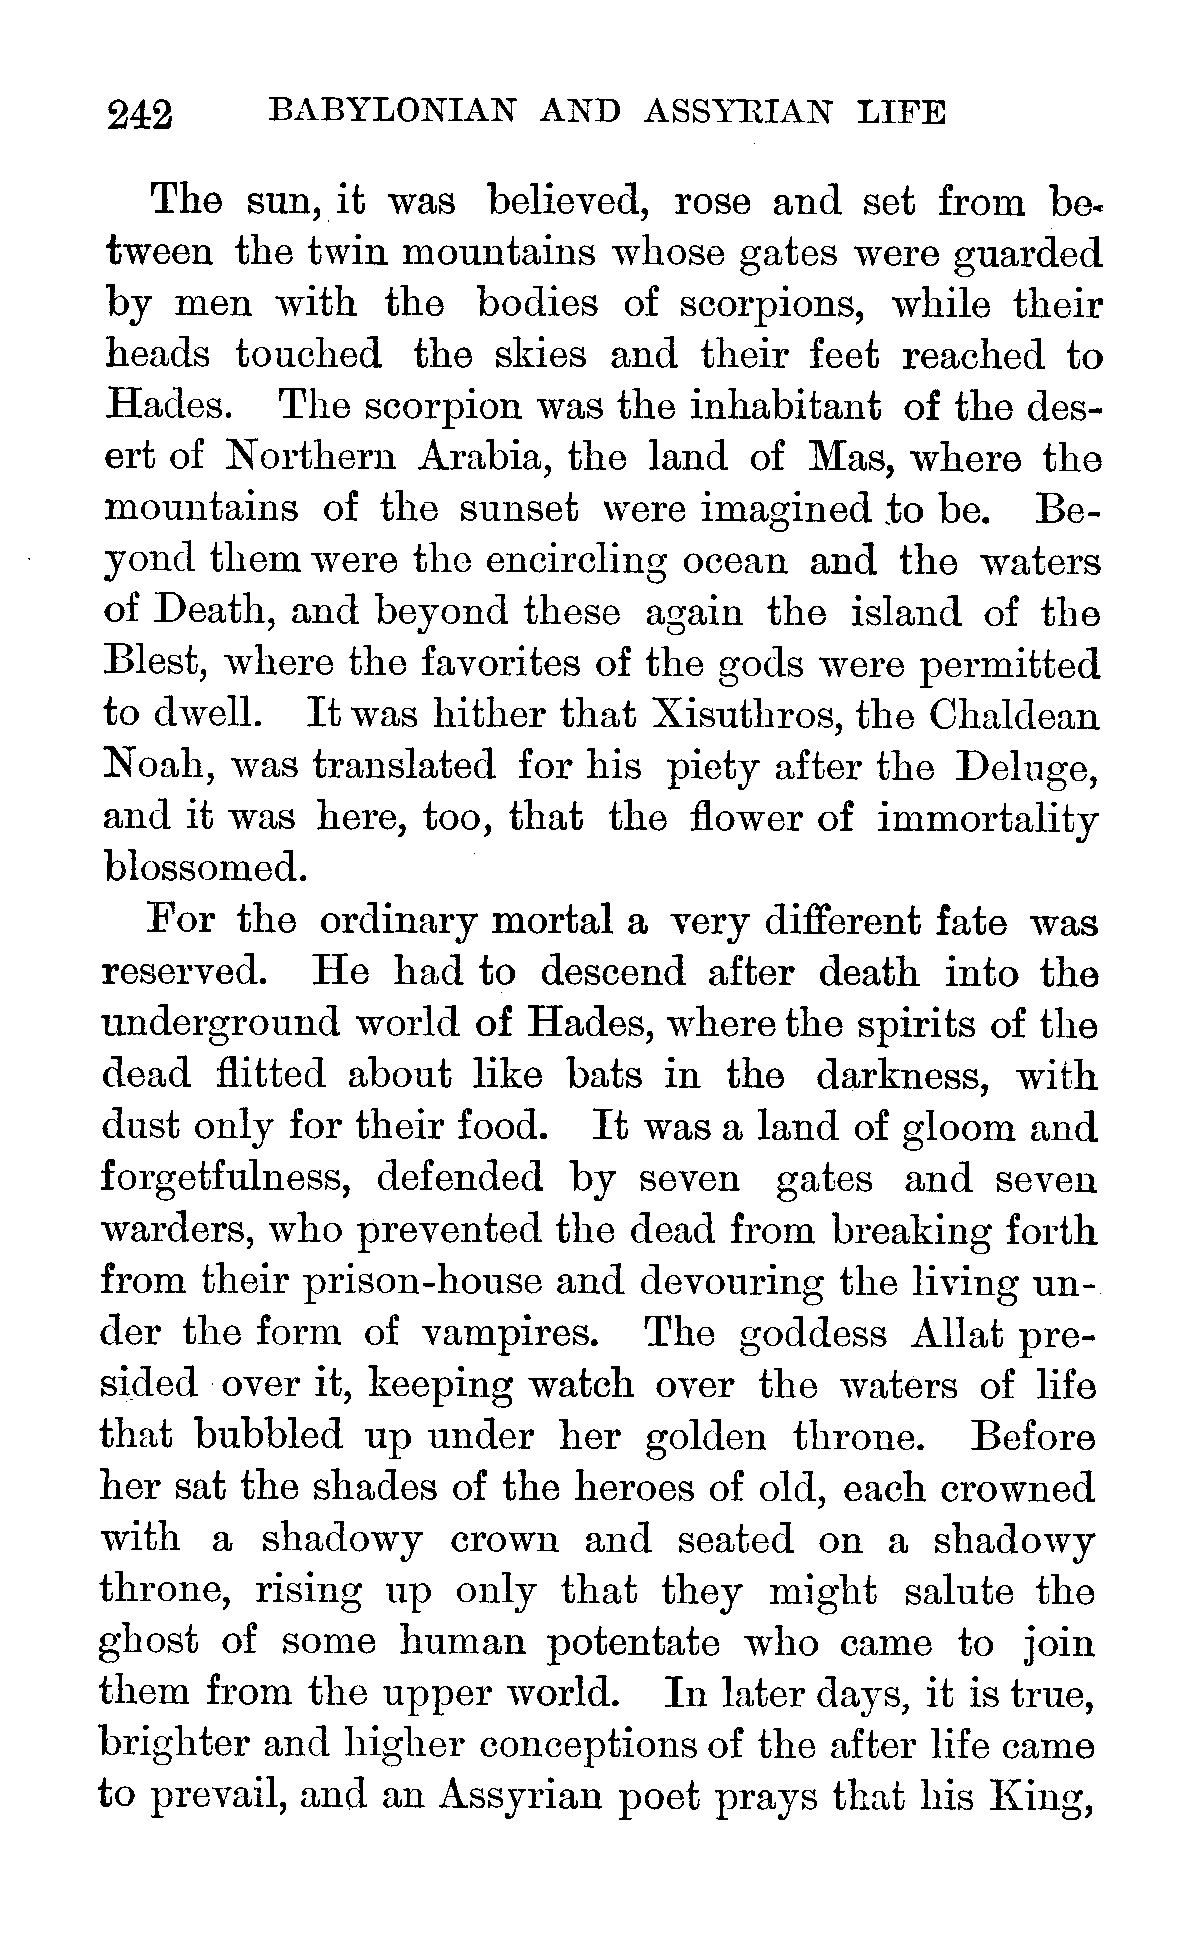 242 BABYLONIAN AND ASSYRIAN LIFE
The sun, it was believed, rose and set from be-
tween the twin mountains whose gates were guarded
by men with the bodies of scorpions, while their
heads touched the skies and their feet reached to
Hades. The scorpion was the inhabitant of the des-
ert of Northern Arabia, the land of Mas, where the
mountains of the sunset were imagined to be. Be-
yond them were the encircling ocean and the waters
of Death, and beyond these again the island of the
Blest, where the favorites of the gods were permitted
to dwell. It was hither that Xisuthros, the Chaldean
Noah, was translated for his piety after the Deluge,
and it was here, too, that the flower of immortality
blossomed.
For the ordinary mortal a very different fate was
reserved. He had to descend after death into the
underground world of Hades, where the spirits of the
dead flitted about like bats in the darkness, with
dust only for their food. It was a land of gloom and
forgetfulness, defended by seven gates and seven
warders, who prevented the dead from breaking forth
from their prison-house and devouring the living un-
der the form of vampires. The goddess Allat pre-
sided over it, keeping watch over the waters of life
that bubbled up under her golden throne. Before
her sat the shades of the heroes of old, each crowned
with a shadowy crown and seated on a shadowy
throne, rising up only that they might salute the
ghost of some human potentate who came to join
them from the upper world. In later days, it is true,
brighter and higher conceptions of the after life came
to prevail, and an Assyrian poet prays that his King,